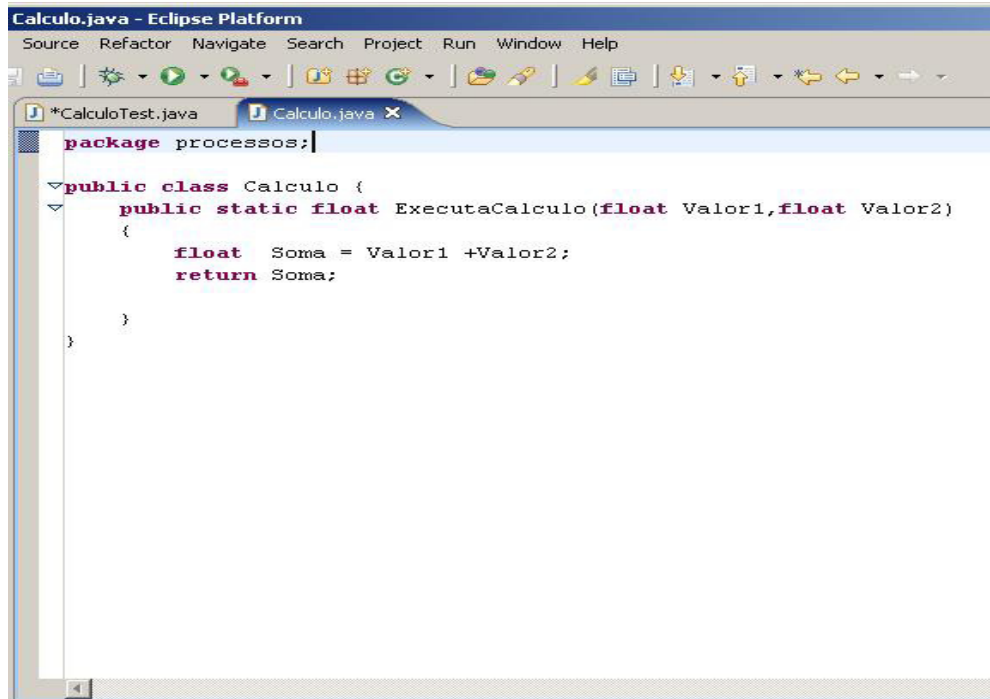 Calculo.java - Eclipse Platform
Source Refactor Navigate Search Project Run Window Help
*CalculoTest.java Calculo.java
package processos;
public class Calculo {
public static float ExecutaCalculo(float Valor1,float Valor2)
{
float Soma = Valor1 +Valor2;
return Soma;
}
}